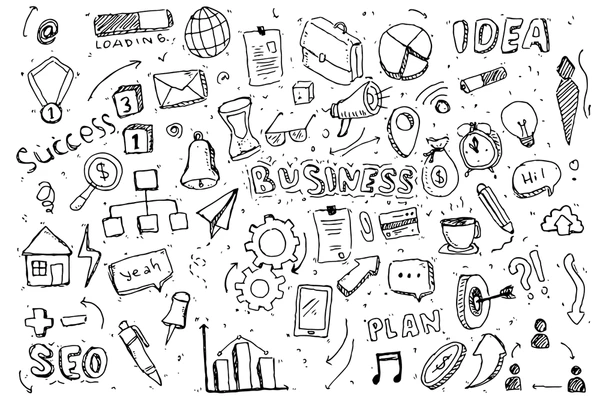 @
LOADING
IDEA
@
1
3
Success
1
$
BUSINESS
$
Hi!
yeah
...
?!
+ -
PLAN
SEO
$